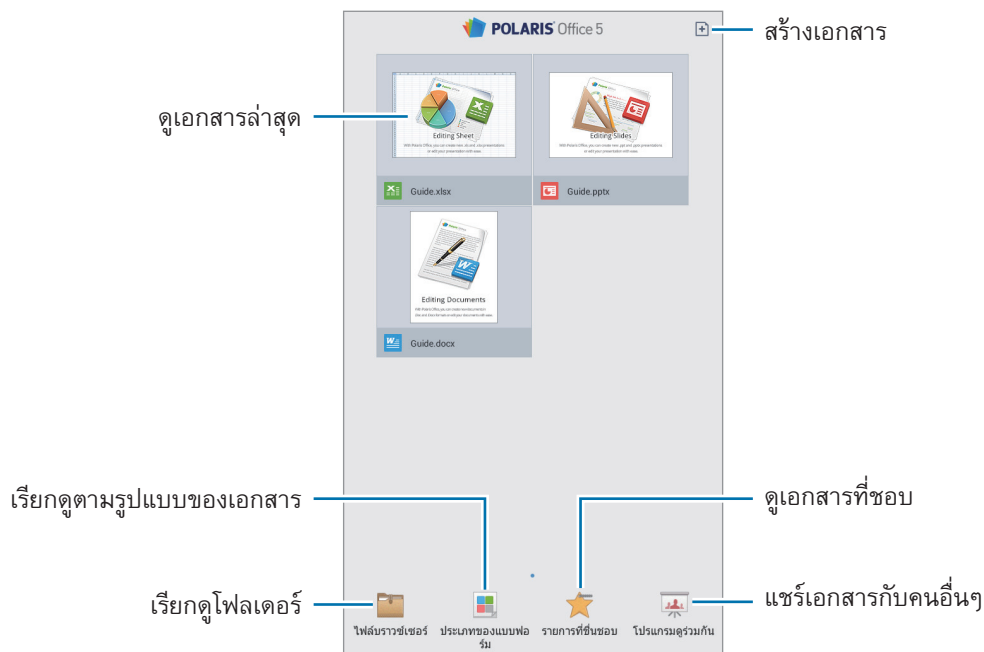 POLARIS Office 5
สร้างเอกสาร
ดูเอกสารล่าสุด
Editing Sheet
Editing Slides
Guide.xlsx
Guide.pptx
Editing Documents
Guide.docx
เรียกดูตามรูปแบบของเอกสาร
ดูเอกสารที่ชอบ
เรียกดูโฟลเดอร์
แชร์เอกสารกับคนอื่นๆ
ไฟล์บราวซ์เซอร์
ประเภทของแบบฟอ
ร์ม
รายการที่ชื่นชอบ
โปรแกรมดูร่วมกัน